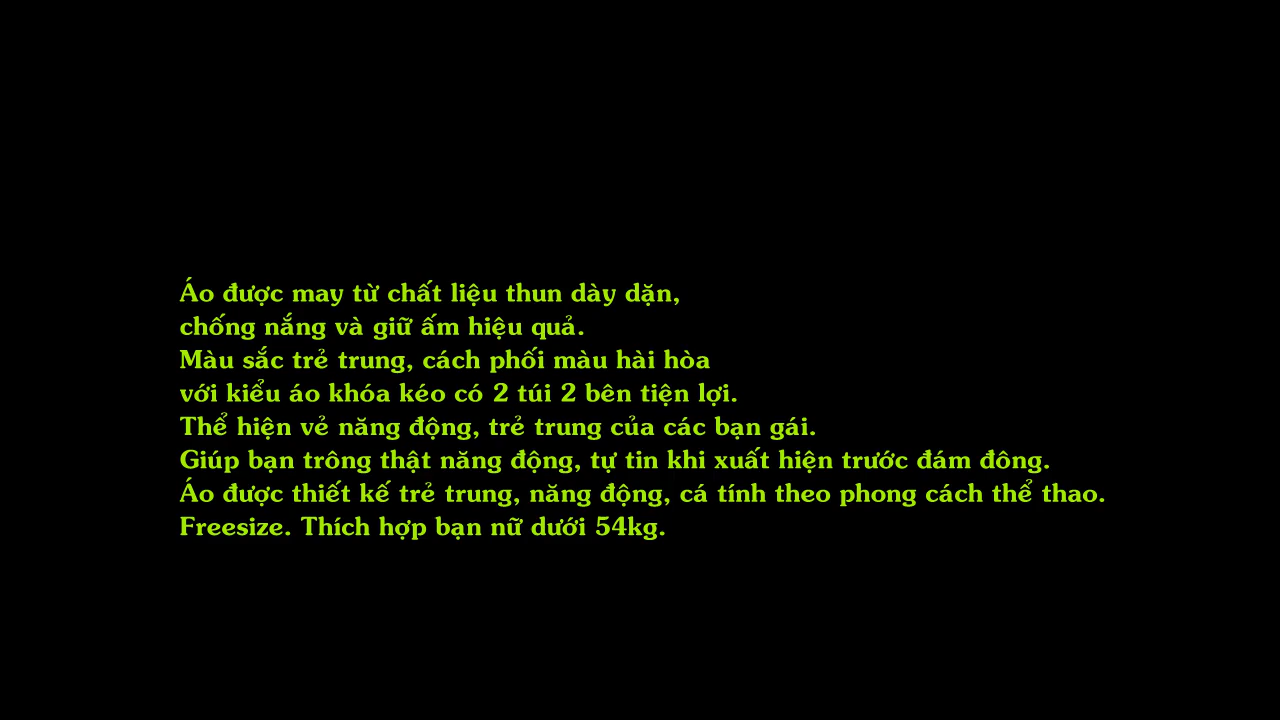 Áo được may từ chất liệu thun dày dặn,
chống nắng và giữ ấm hiệu quả.
Màu sắc trẻ trung, cách phối màu hài hòa
với kiểu áo khóa kéo có 2 túi 2 bên tiện lợi.
Thể hiện vẻ năng động, trẻ trung của các bạn gái.
Giúp bạn trông thật năng động, tự tin khi xuất hiện trước đám đông.
Áo được thiết kế trẻ trung, năng động, cá tính theo phong cách thể thao.
Freesize. Thích hợp bạn nữ dưới 54kg.